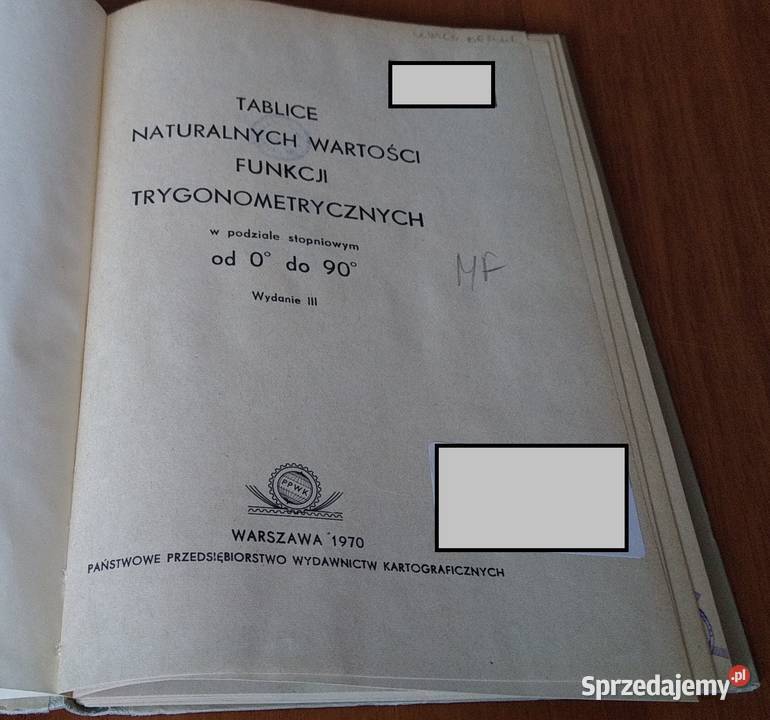 TABLICE
NATURALNYCH WARTOŚCI
FUNKCJI
TRYGONOMETRYCZNYCH
w podziale stopniowym
od 0° do 90°
Wydanie III
MF
PPWK
WARSZAWA 1970
PAŃSTWOWE PRZEDSIĘBIORSTWO WYDAWNICTW KARTOGRAFICZNYCH
Sprzedajemy.pl